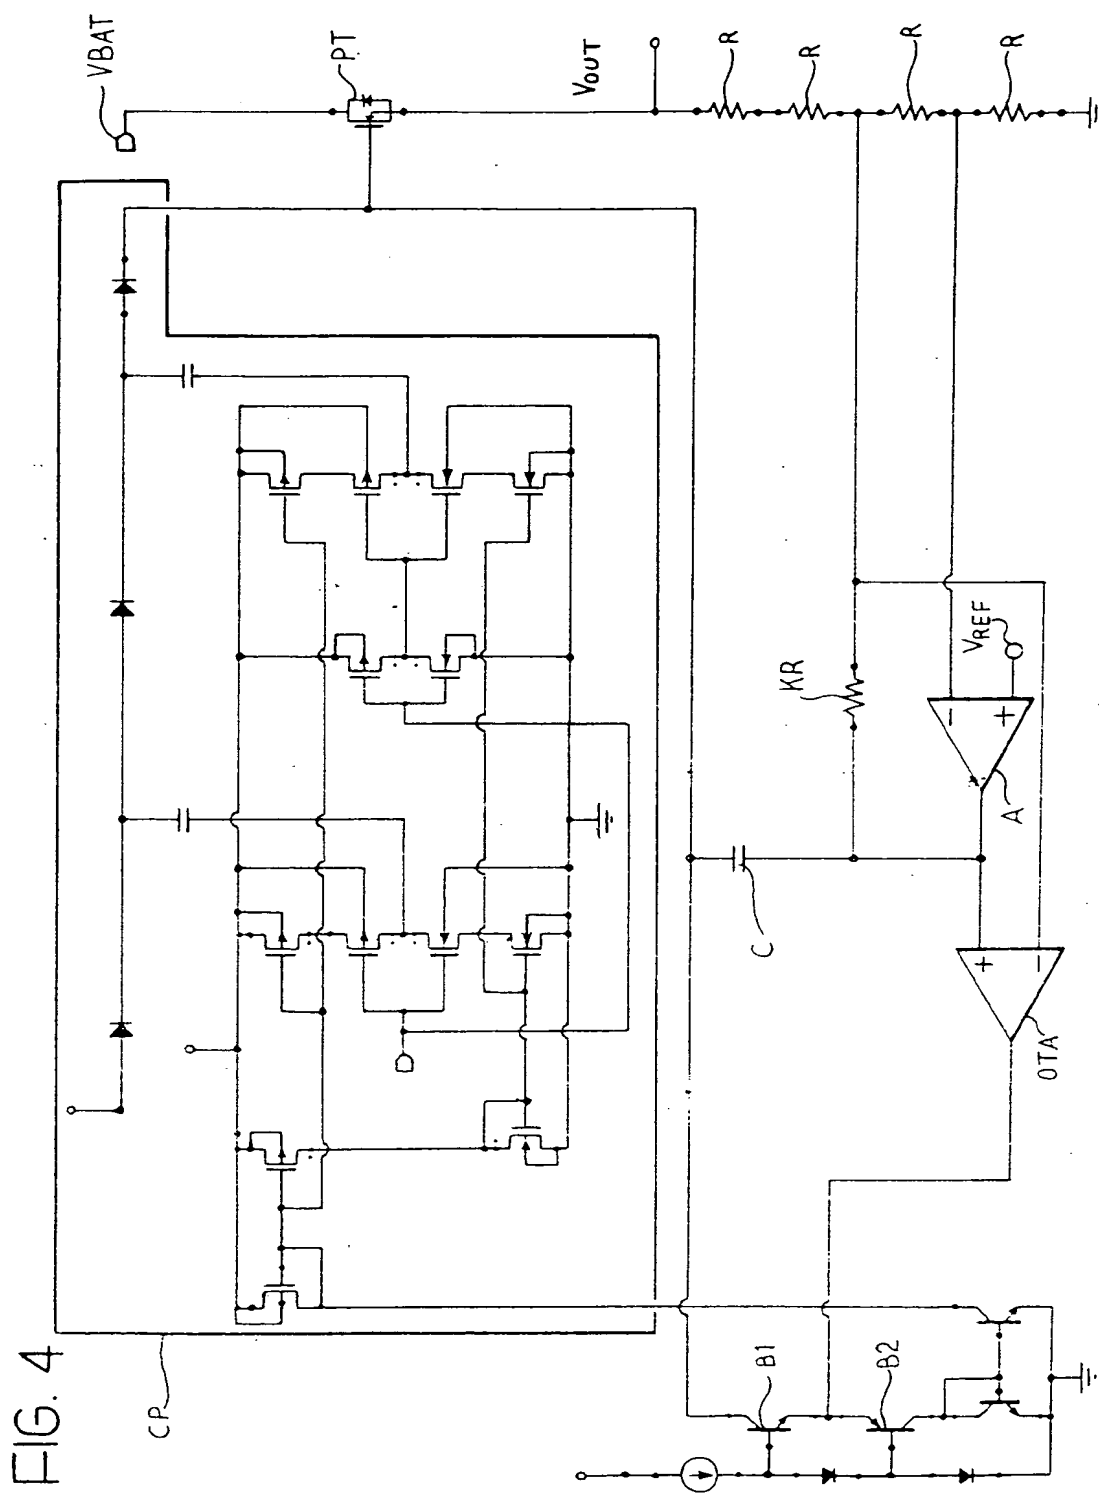 FIG. 4
CP
VBAT
PT
VOUT
R
R
R
R
KR
VREF
-
+
A
C
+
-
OTA
B1
B2